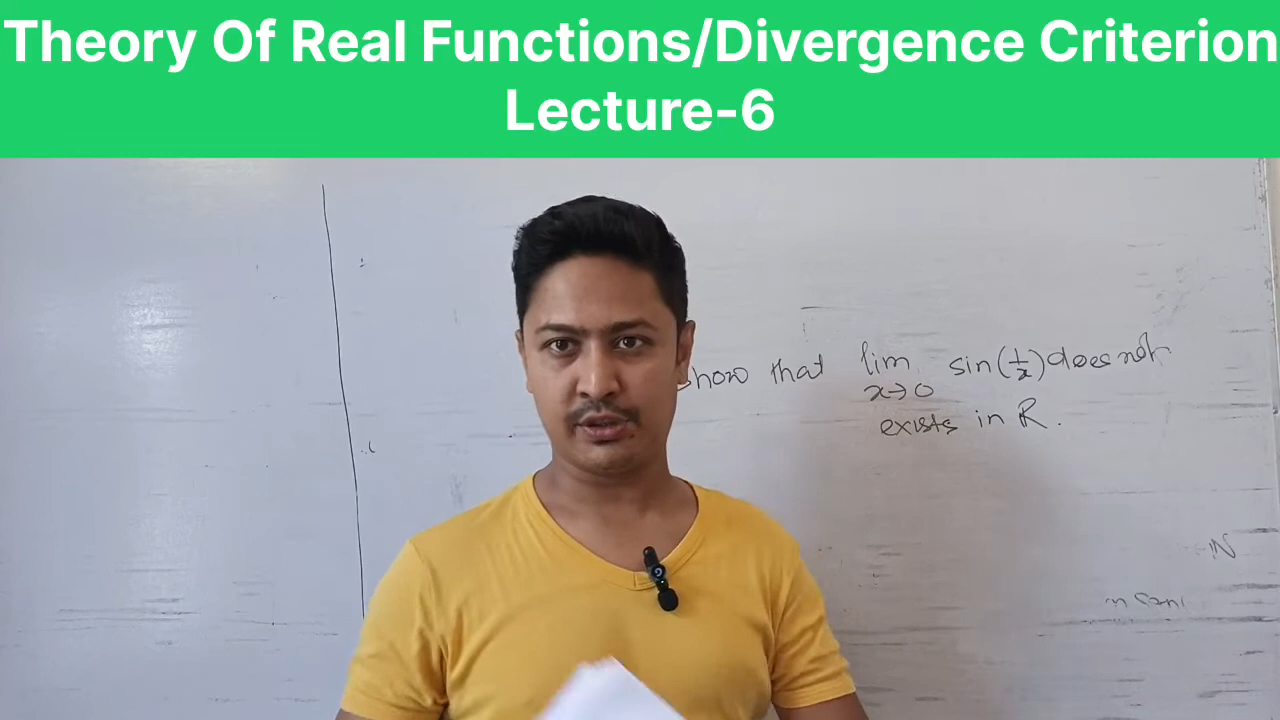 Theory Of Real Functions/Divergence Criterion
Lecture-6
show that lim sin(1/x) does not
x→0
exists in R.
N